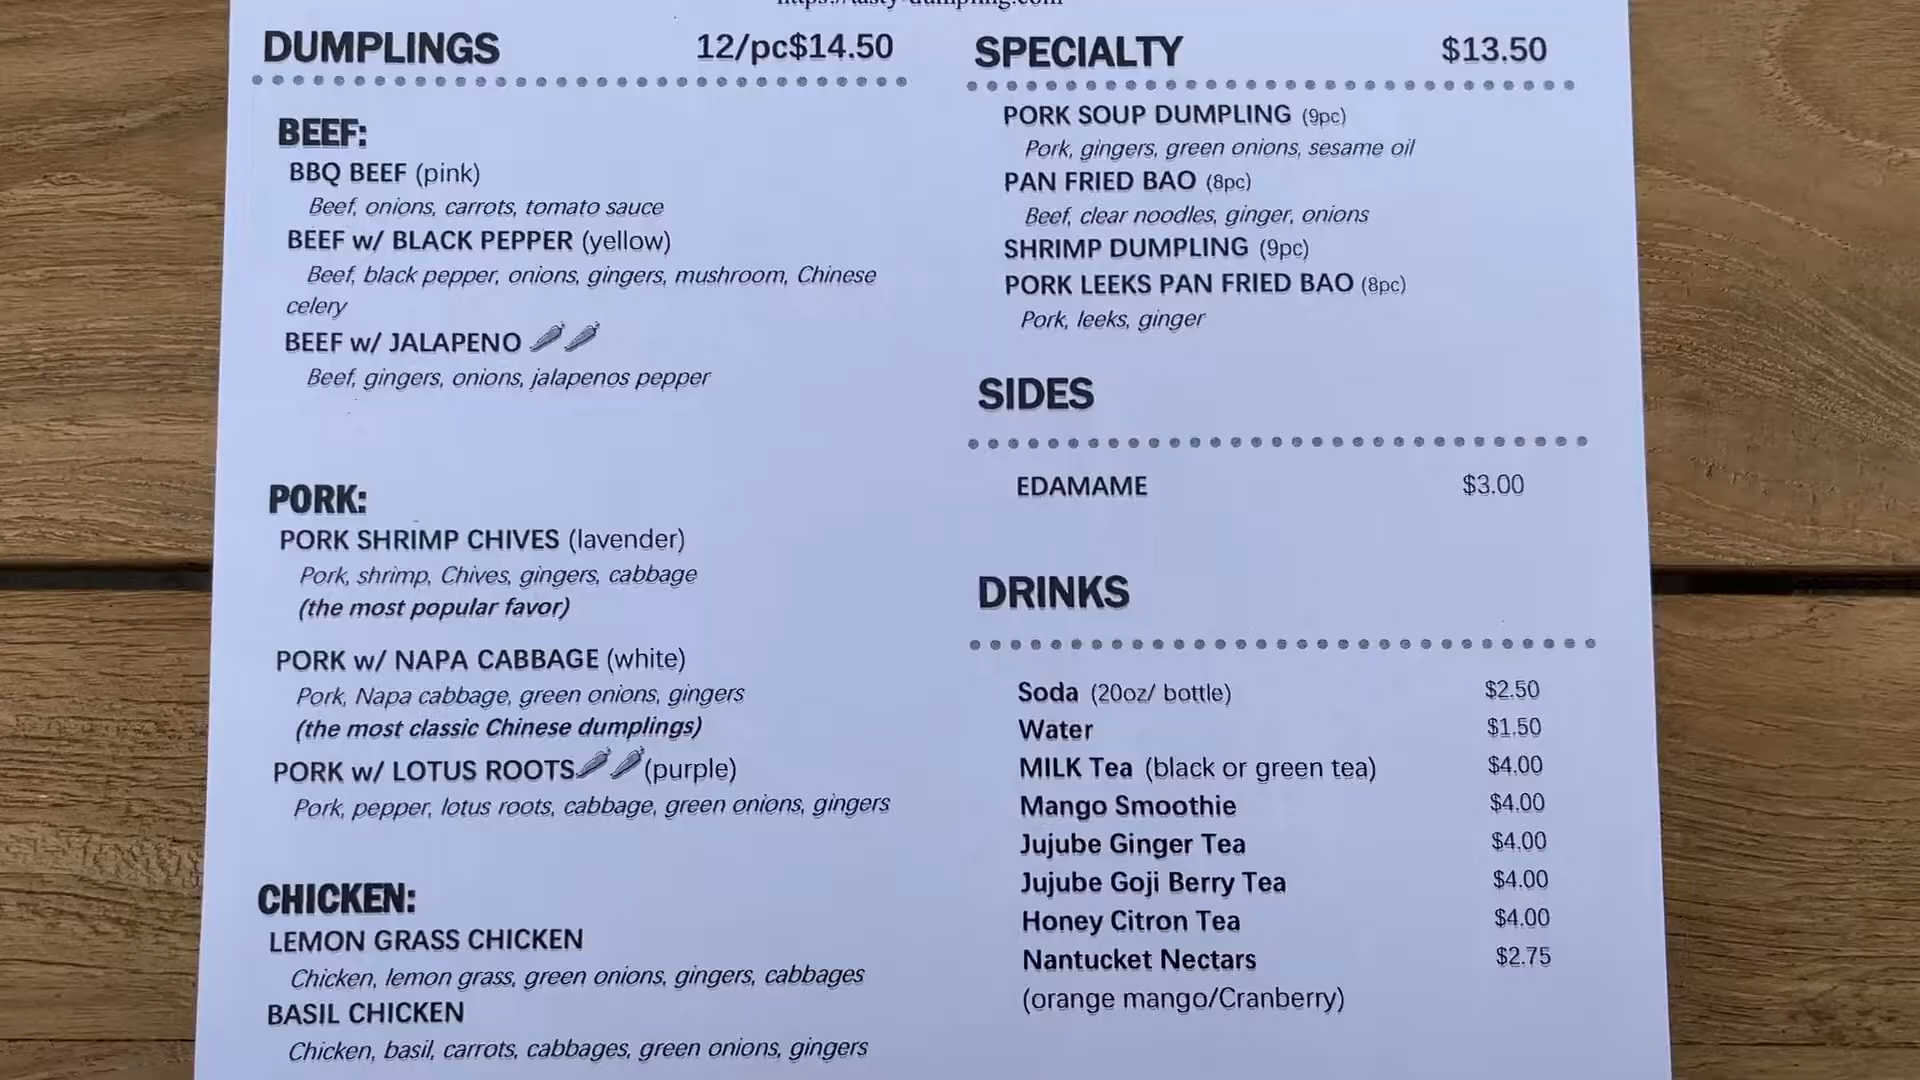 https://tasty-dumpling.com
DUMPLINGS 12/pc$14.50
BEEF:
BBQ BEEF (pink)
Beef, onions, carrots, tomato sauce
BEEF w/ BLACK PEPPER (yellow)
Beef, black pepper, onions, gingers, mushroom, Chinese
celery
BEEF w/ JALAPENO
Beef, gingers, onions, jalapenos pepper
PORK:
PORK SHRIMP CHIVES (lavender)
Pork, shrimp, Chives, gingers, cabbage
(the most popular favor)
PORK w/ NAPA CABBAGE (white)
Pork, Napa cabbage, green onions, gingers
(the most classic Chinese dumplings)
PORK w/ LOTUS ROOTS (purple)
Pork, pepper, lotus roots, cabbage, green onions, gingers
CHICKEN:
LEMON GRASS CHICKEN
Chicken, lemon grass, green onions, gingers, cabbages
BASIL CHICKEN
Chicken, basil, carrots, cabbages, green onions, gingers
SPECIALTY $13.50
PORK SOUP DUMPLING (9pc)
Pork, gingers, green onions, sesame oil
PAN FRIED BAO (8pc)
Beef, clear noodles, ginger, onions
SHRIMP DUMPLING (9pc)
PORK LEEKS PAN FRIED BAO (8pc)
Pork, leeks, ginger
SIDES
EDAMAME $3.00
DRINKS
Soda (20oz/ bottle) $2.50
Water $1.50
MILK Tea (black or green tea) $4.00
Mango Smoothie $4.00
Jujube Ginger Tea $4.00
Jujube Goji Berry Tea $4.00
Honey Citron Tea $4.00
Nantucket Nectars $2.75
(orange mango/Cranberry)